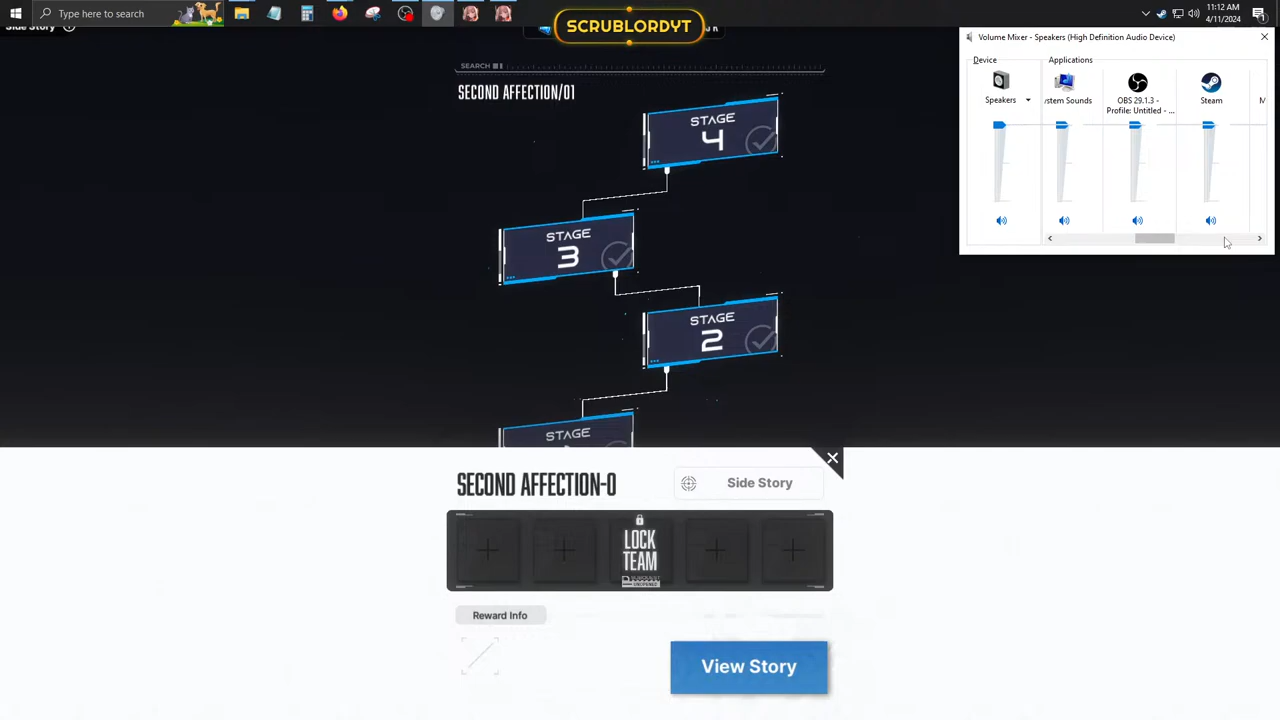 Type here to search
11:12 AM
4/11/2024
SCRUBLORDYT
Side Story
Volume Mixer - Speakers (High Definition Audio Device)
Device
Applications
Speakers
ystem Sounds
OBS 29.1.3 -
Profile: Untitled - ...
Steam
M
SEARCH
SECOND AFFECTION/01
STAGE
4
STAGE
3
STAGE
2
STAGE
SECOND AFFECTION-0
Side Story
LOCK
TEAM
Reward Info
View Story